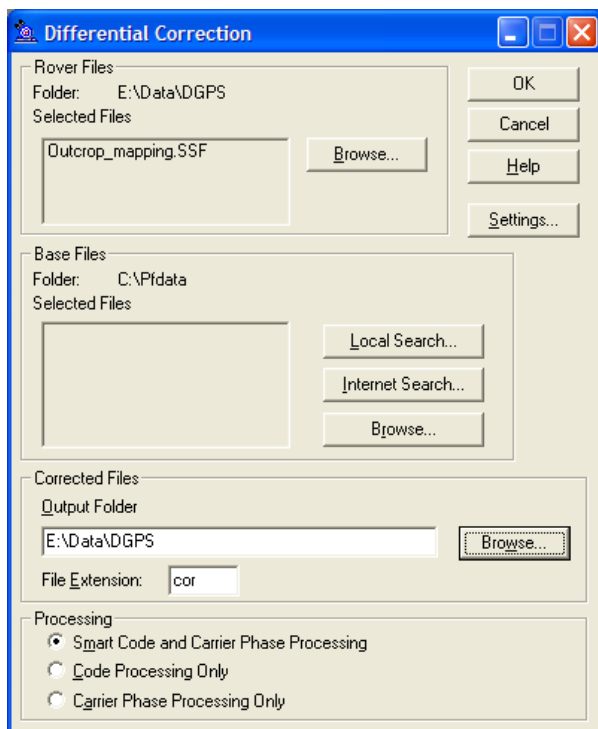 Differential Correction
Rover Files
Folder: E:\Data\DGPS
Selected Files
Outcrop_mapping.SSF
Browse...
OK
Cancel
Help
Settings...
Base Files
Folder: C:\Pfdata
Selected Files
Local Search...
Internet Search...
Browse...
Corrected Files
Output Folder
E:\Data\DGPS
Browse...
File Extension: cor
Processing
Smart Code and Carrier Phase Processing
Code Processing Only
Carrier Phase Processing Only